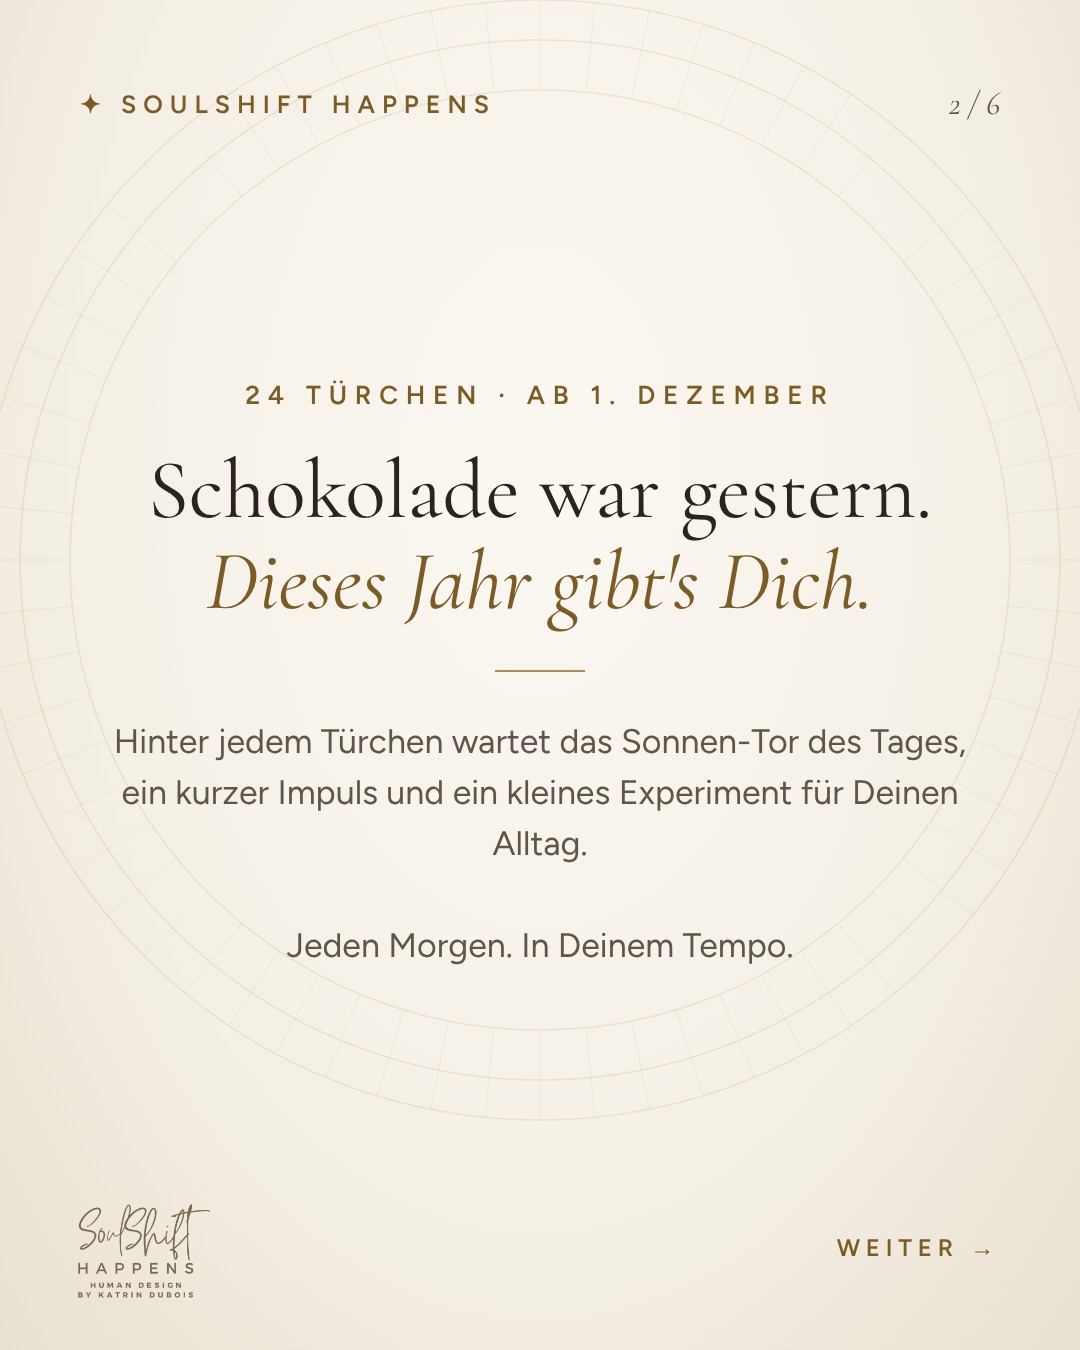 ✦ SOULSHIFT HAPPENS
2/6
24 TÜRCHEN · AB 1. DEZEMBER
Schokolade war gestern.
Dieses Jahr gibt's Dich.
Hinter jedem Türchen wartet das Sonnen-Tor des Tages,
ein kurzer Impuls und ein kleines Experiment für Deinen
Alltag.
Jeden Morgen. In Deinem Tempo.
SoulShift
HAPPENS
HUMAN DESIGN
BY KATRIN DUBOIS
WEITER →